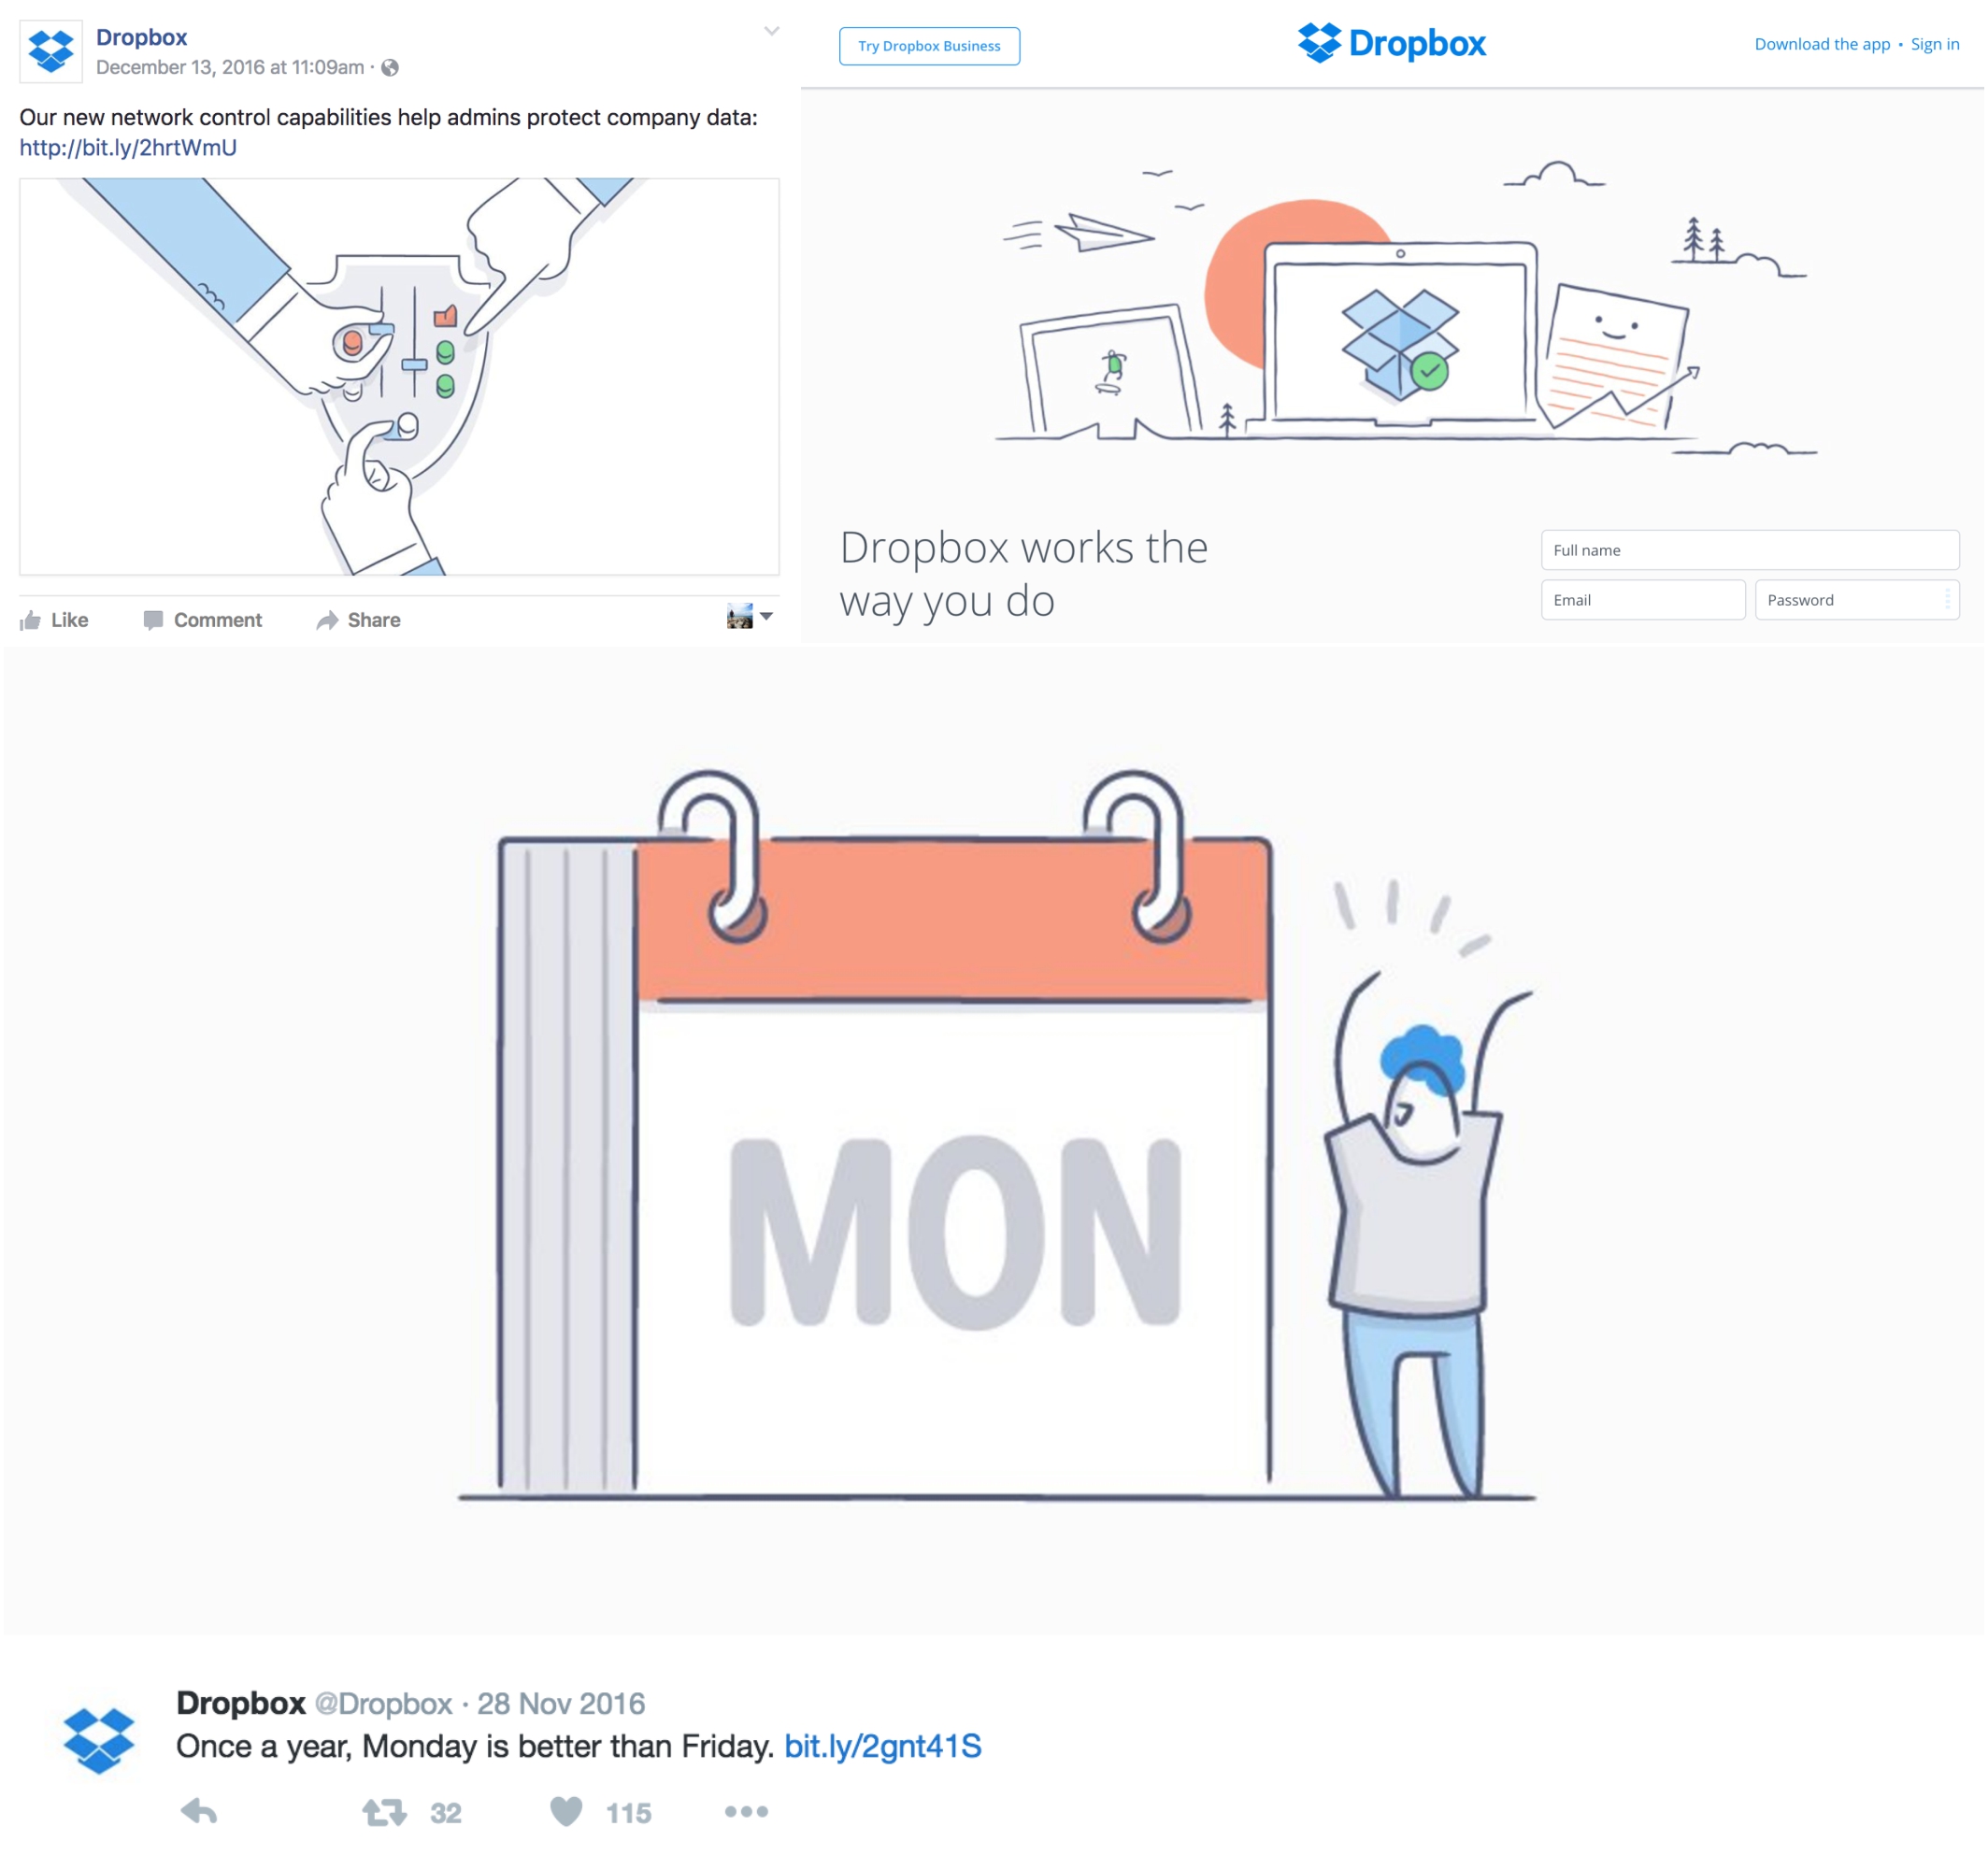 Dropbox
December 13, 2016 at 11:09am ·
Our new network control capabilities help admins protect company data:
http://bit.ly/2hrtWmU
Like Comment Share
Try Dropbox Business
Dropbox
Download the app • Sign in
Dropbox works the
way you do
Full name
Email
Password
MON
Dropbox @Dropbox · 28 Nov 2016
Once a year, Monday is better than Friday. bit.ly/2gnt41S
32 115